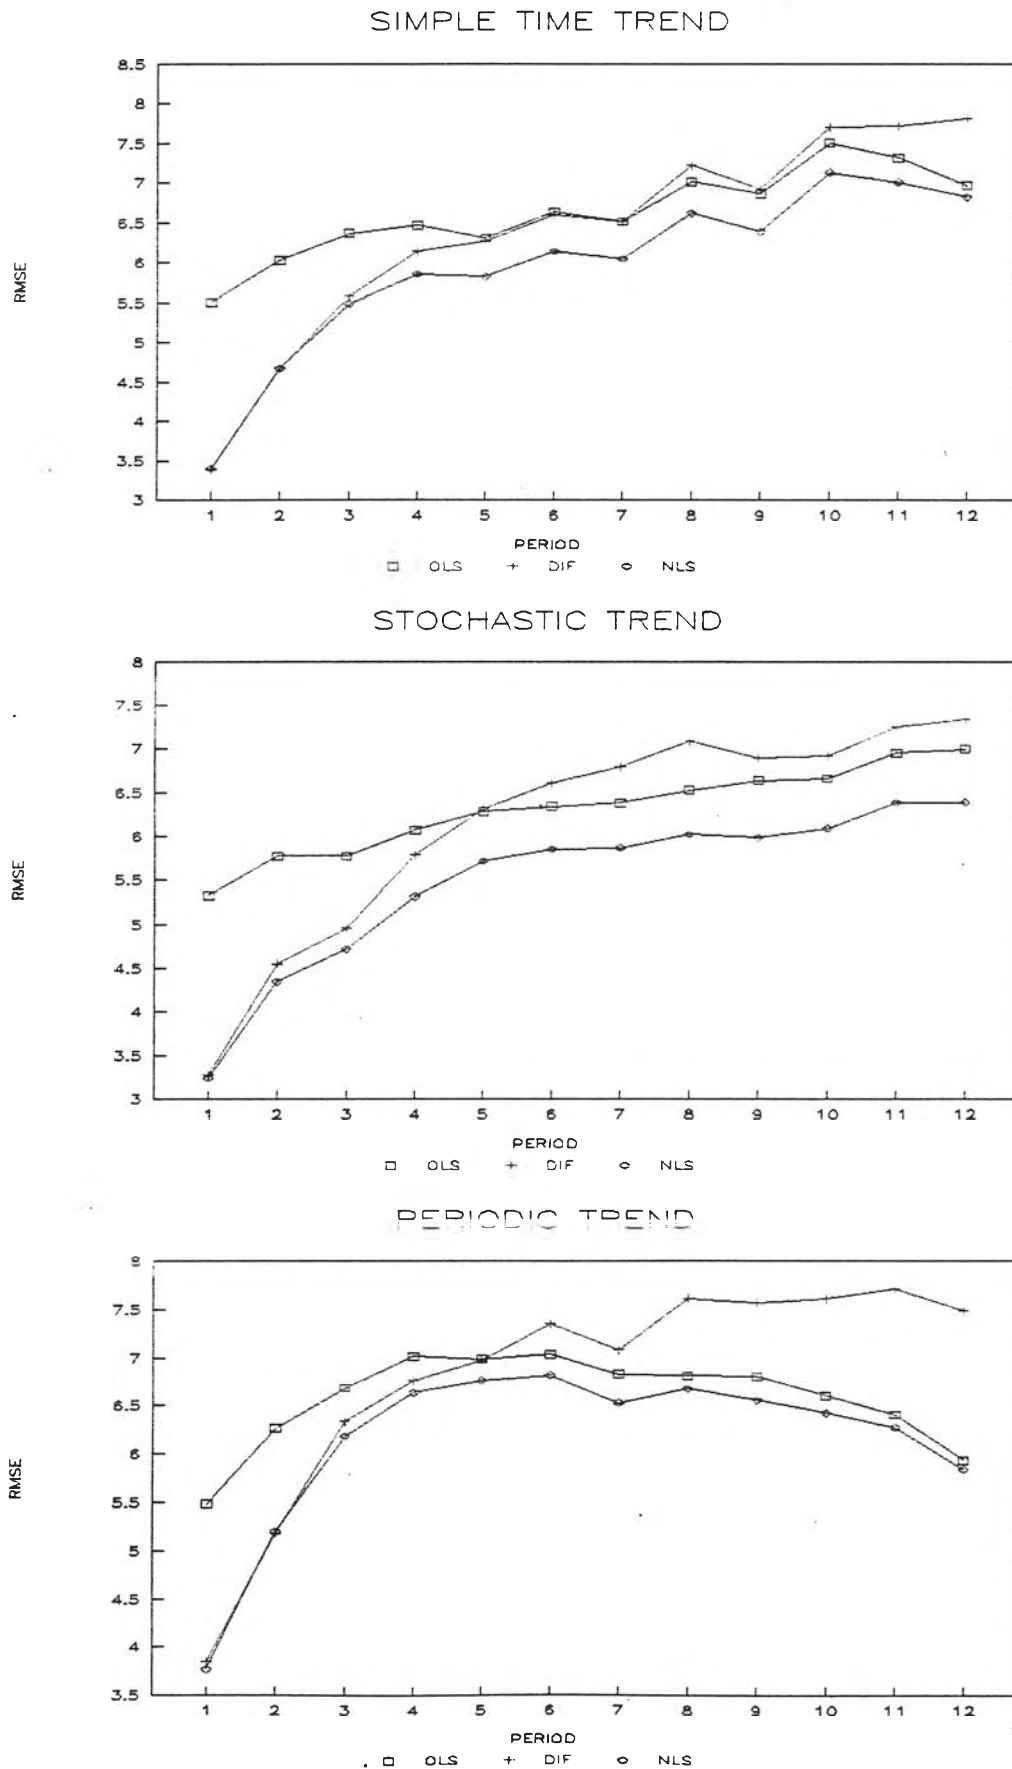 SIMPLE TIME TREND
8.5
8
7.5
7
6.5
6
5.5
5
4.5
4
3.5
3
RMSE
1 2 3 4 5 6 7 8 9 10 11 12
PERIOD
OLS DIF NLS
STOCHASTIC TREND
8
7.5
7
6.5
6
5.5
5
4.5
4
3.5
3
RMSE
1 2 3 4 5 6 7 8 9 10 11 12
PERIOD
OLS DIF NLS
PERIODIC TREND
8
7.5
7
6.5
6
5.5
5
4.5
4
3.5
RMSE
1 2 3 4 5 6 7 8 9 10 11 12
PERIOD
OLS DIF NLS